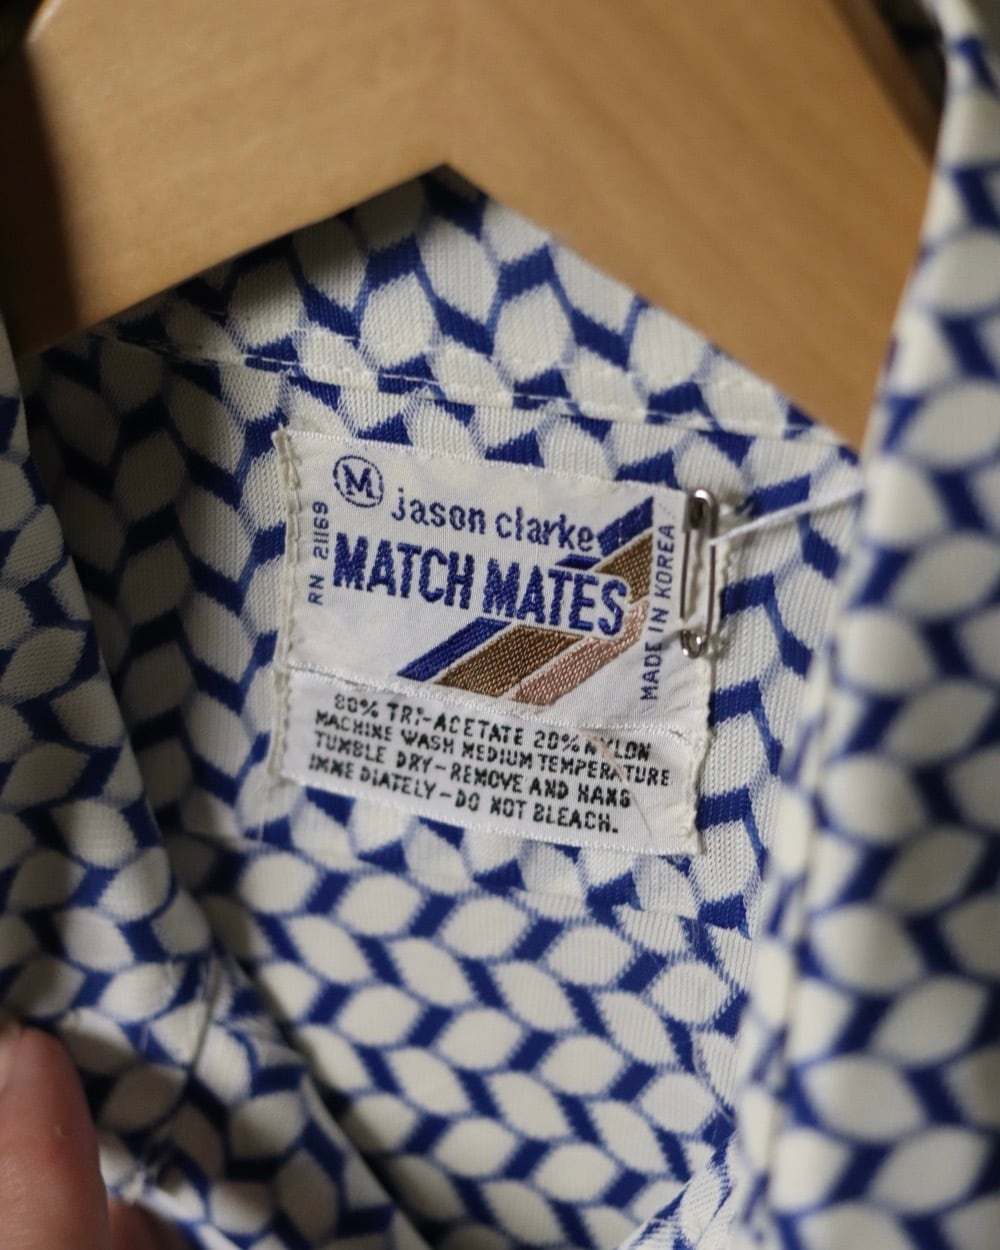 M
jason clarke
MATCH MATES
RN 21169
MADE IN KOREA
80% TRI-ACETATE 20% NYLON
MACHINE WASH MEDIUM TEMPERATURE
TUMBLE DRY-REMOVE AND HANG
IMMEDIATELY-DO NOT BLEACH.